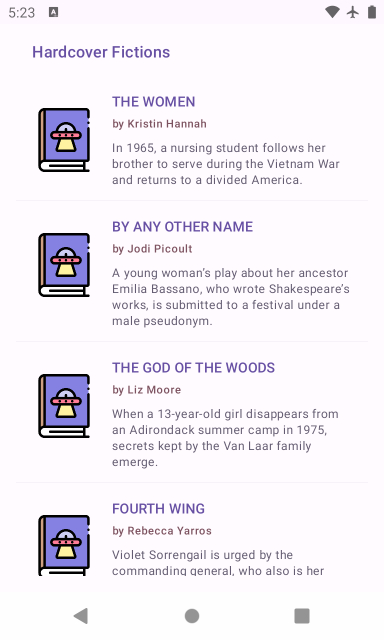 5:23
A
Hardcover Fictions
THE WOMEN
by Kristin Hannah
In 1965, a nursing student follows her
brother to serve during the Vietnam War
and returns to a divided America.
BY ANY OTHER NAME
by Jodi Picoult
A young woman’s play about her ancestor
Emilia Bassano, who wrote Shakespeare’s
works, is submitted to a festival under a
male pseudonym.
THE GOD OF THE WOODS
by Liz Moore
When a 13-year-old girl disappears from
an Adirondack summer camp in 1975,
secrets kept by the Van Laar family
emerge.
FOURTH WING
by Rebecca Yarros
Violet Sorrengail is urged by the
commanding general, who also is her